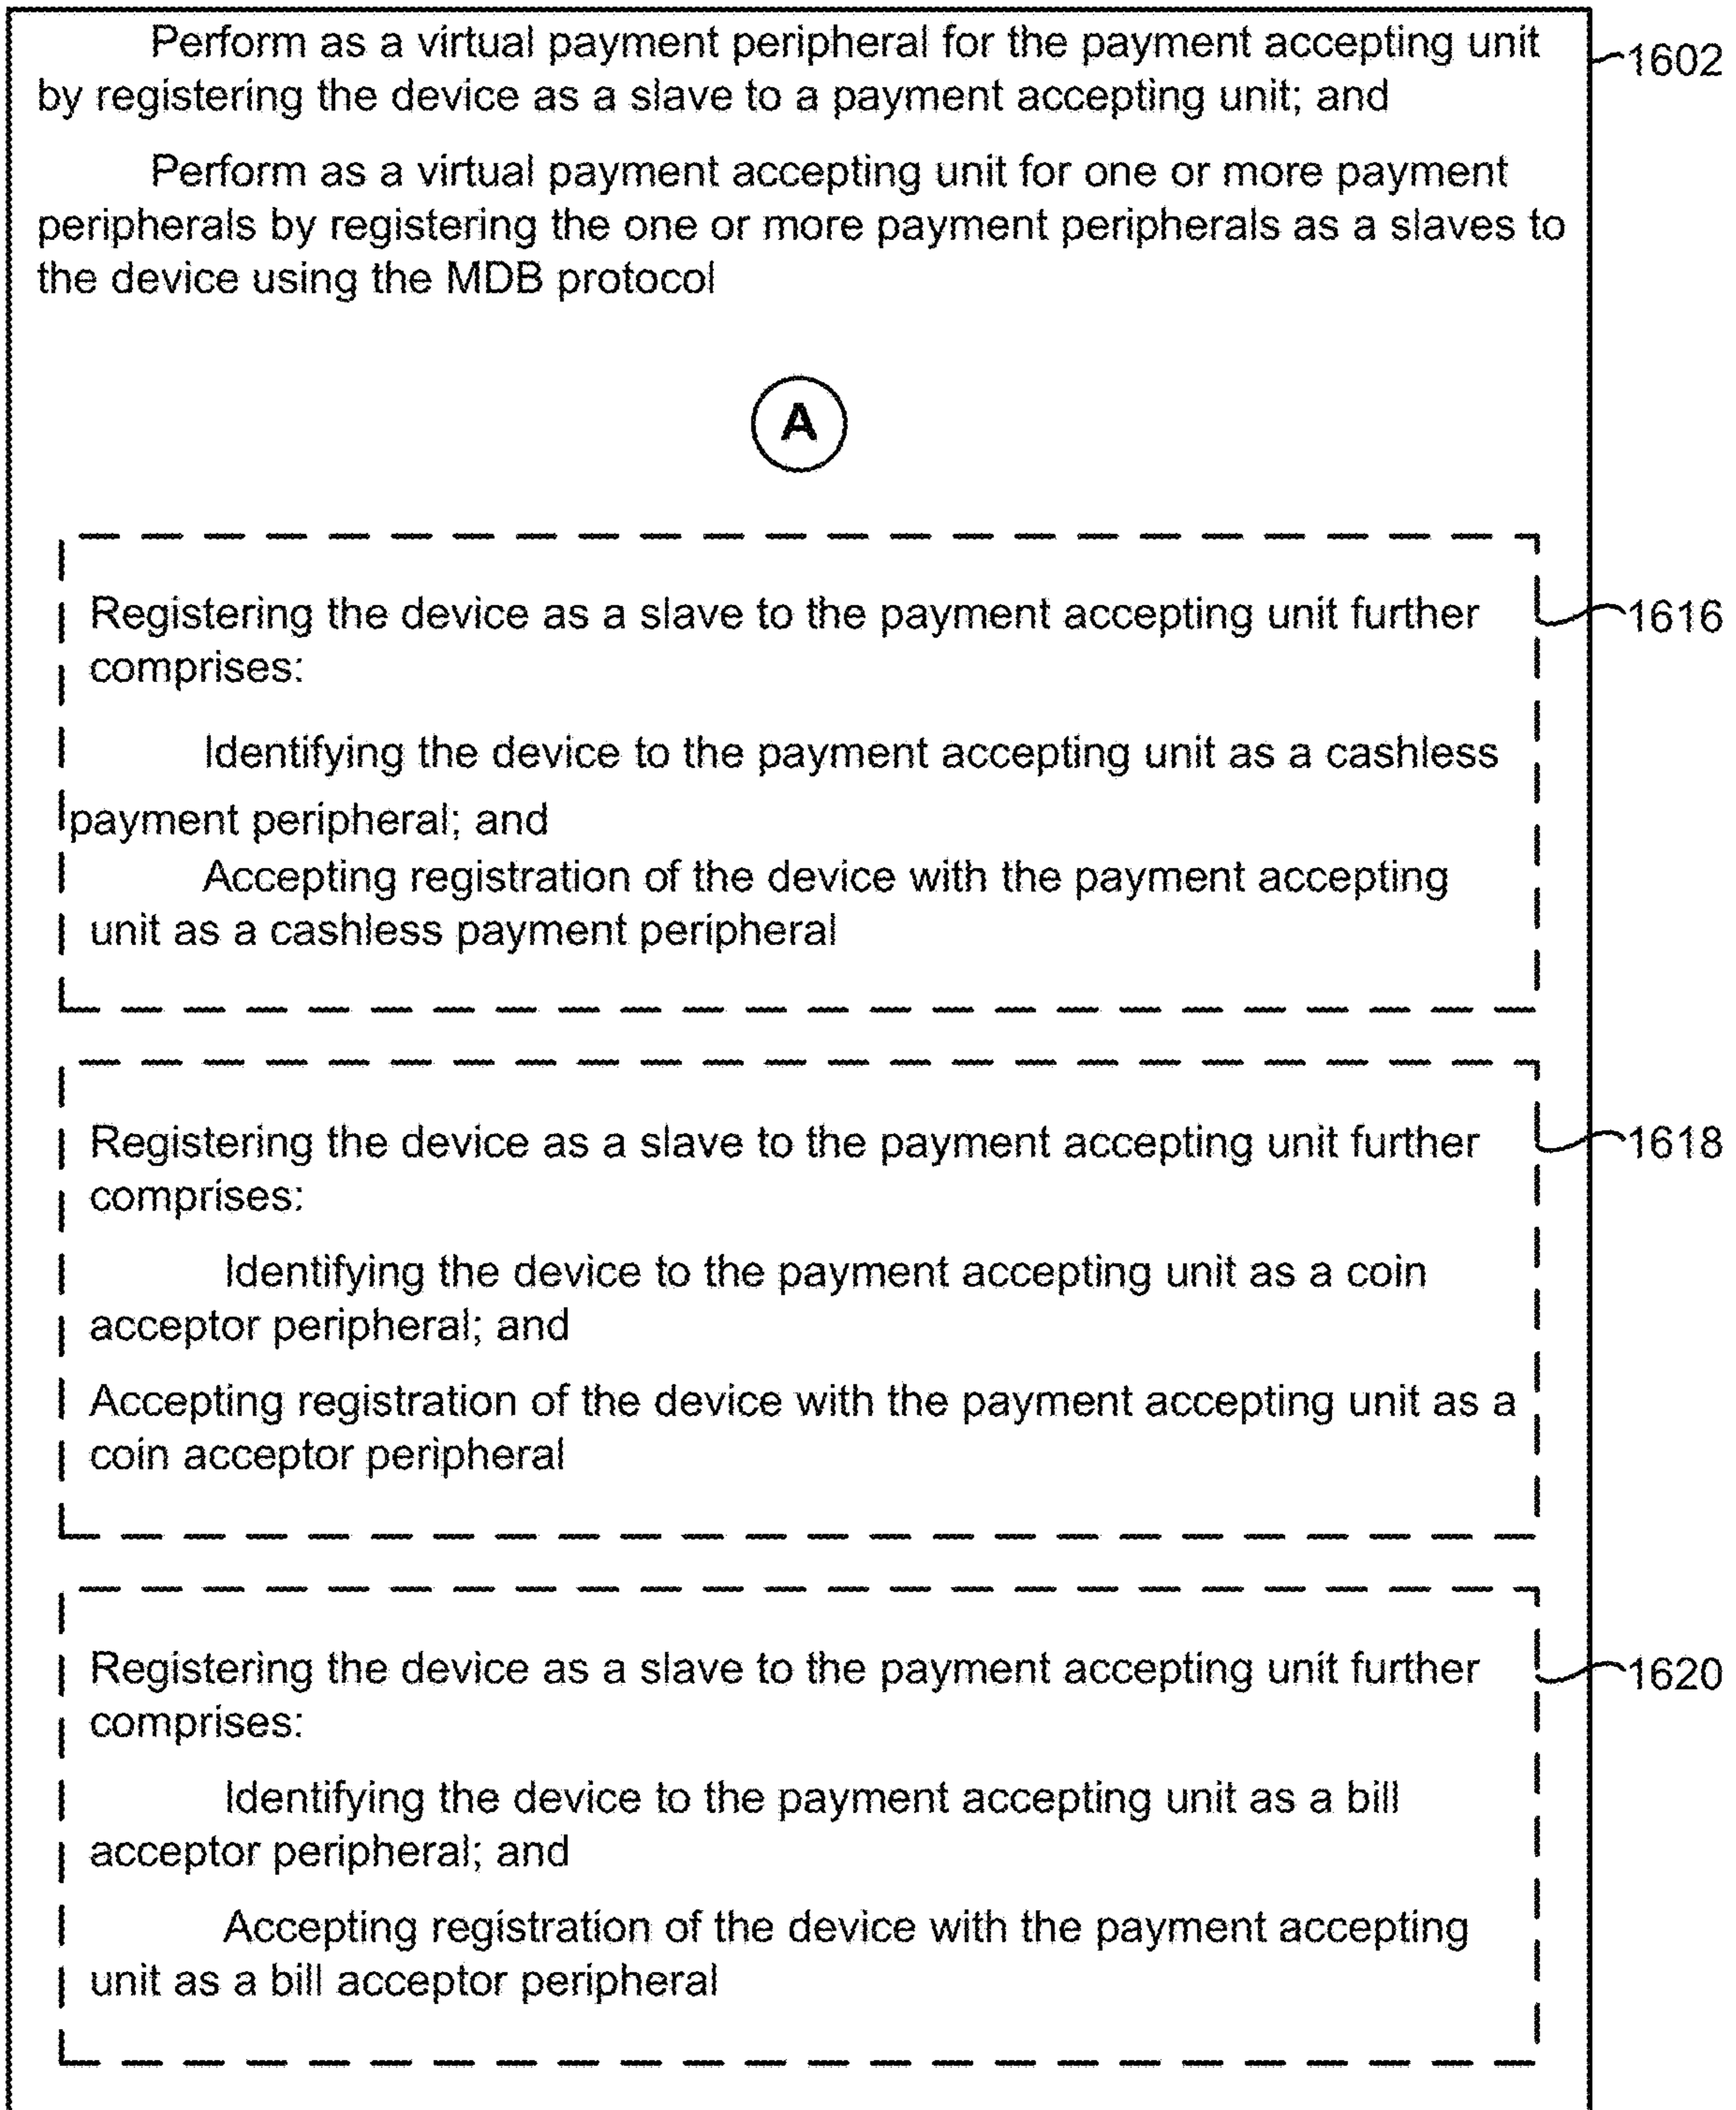 Perform as a virtual payment peripheral for the payment accepting unit
by registering the device as a slave to a payment accepting unit; and
1602
Perform as a virtual payment accepting unit for one or more payment
peripherals by registering the one or more payment peripherals as a slaves to
the device using the MDB protocol
A
Registering the device as a slave to the payment accepting unit further
comprises:
1616
Identifying the device to the payment accepting unit as a cashless
payment peripheral; and
Accepting registration of the device with the payment accepting
unit as a cashless payment peripheral
Registering the device as a slave to the payment accepting unit further
comprises:
1618
Identifying the device to the payment accepting unit as a coin
acceptor peripheral; and
Accepting registration of the device with the payment accepting unit as a
coin acceptor peripheral
Registering the device as a slave to the payment accepting unit further
comprises:
1620
Identifying the device to the payment accepting unit as a bill
acceptor peripheral; and
Accepting registration of the device with the payment accepting
unit as a bill acceptor peripheral